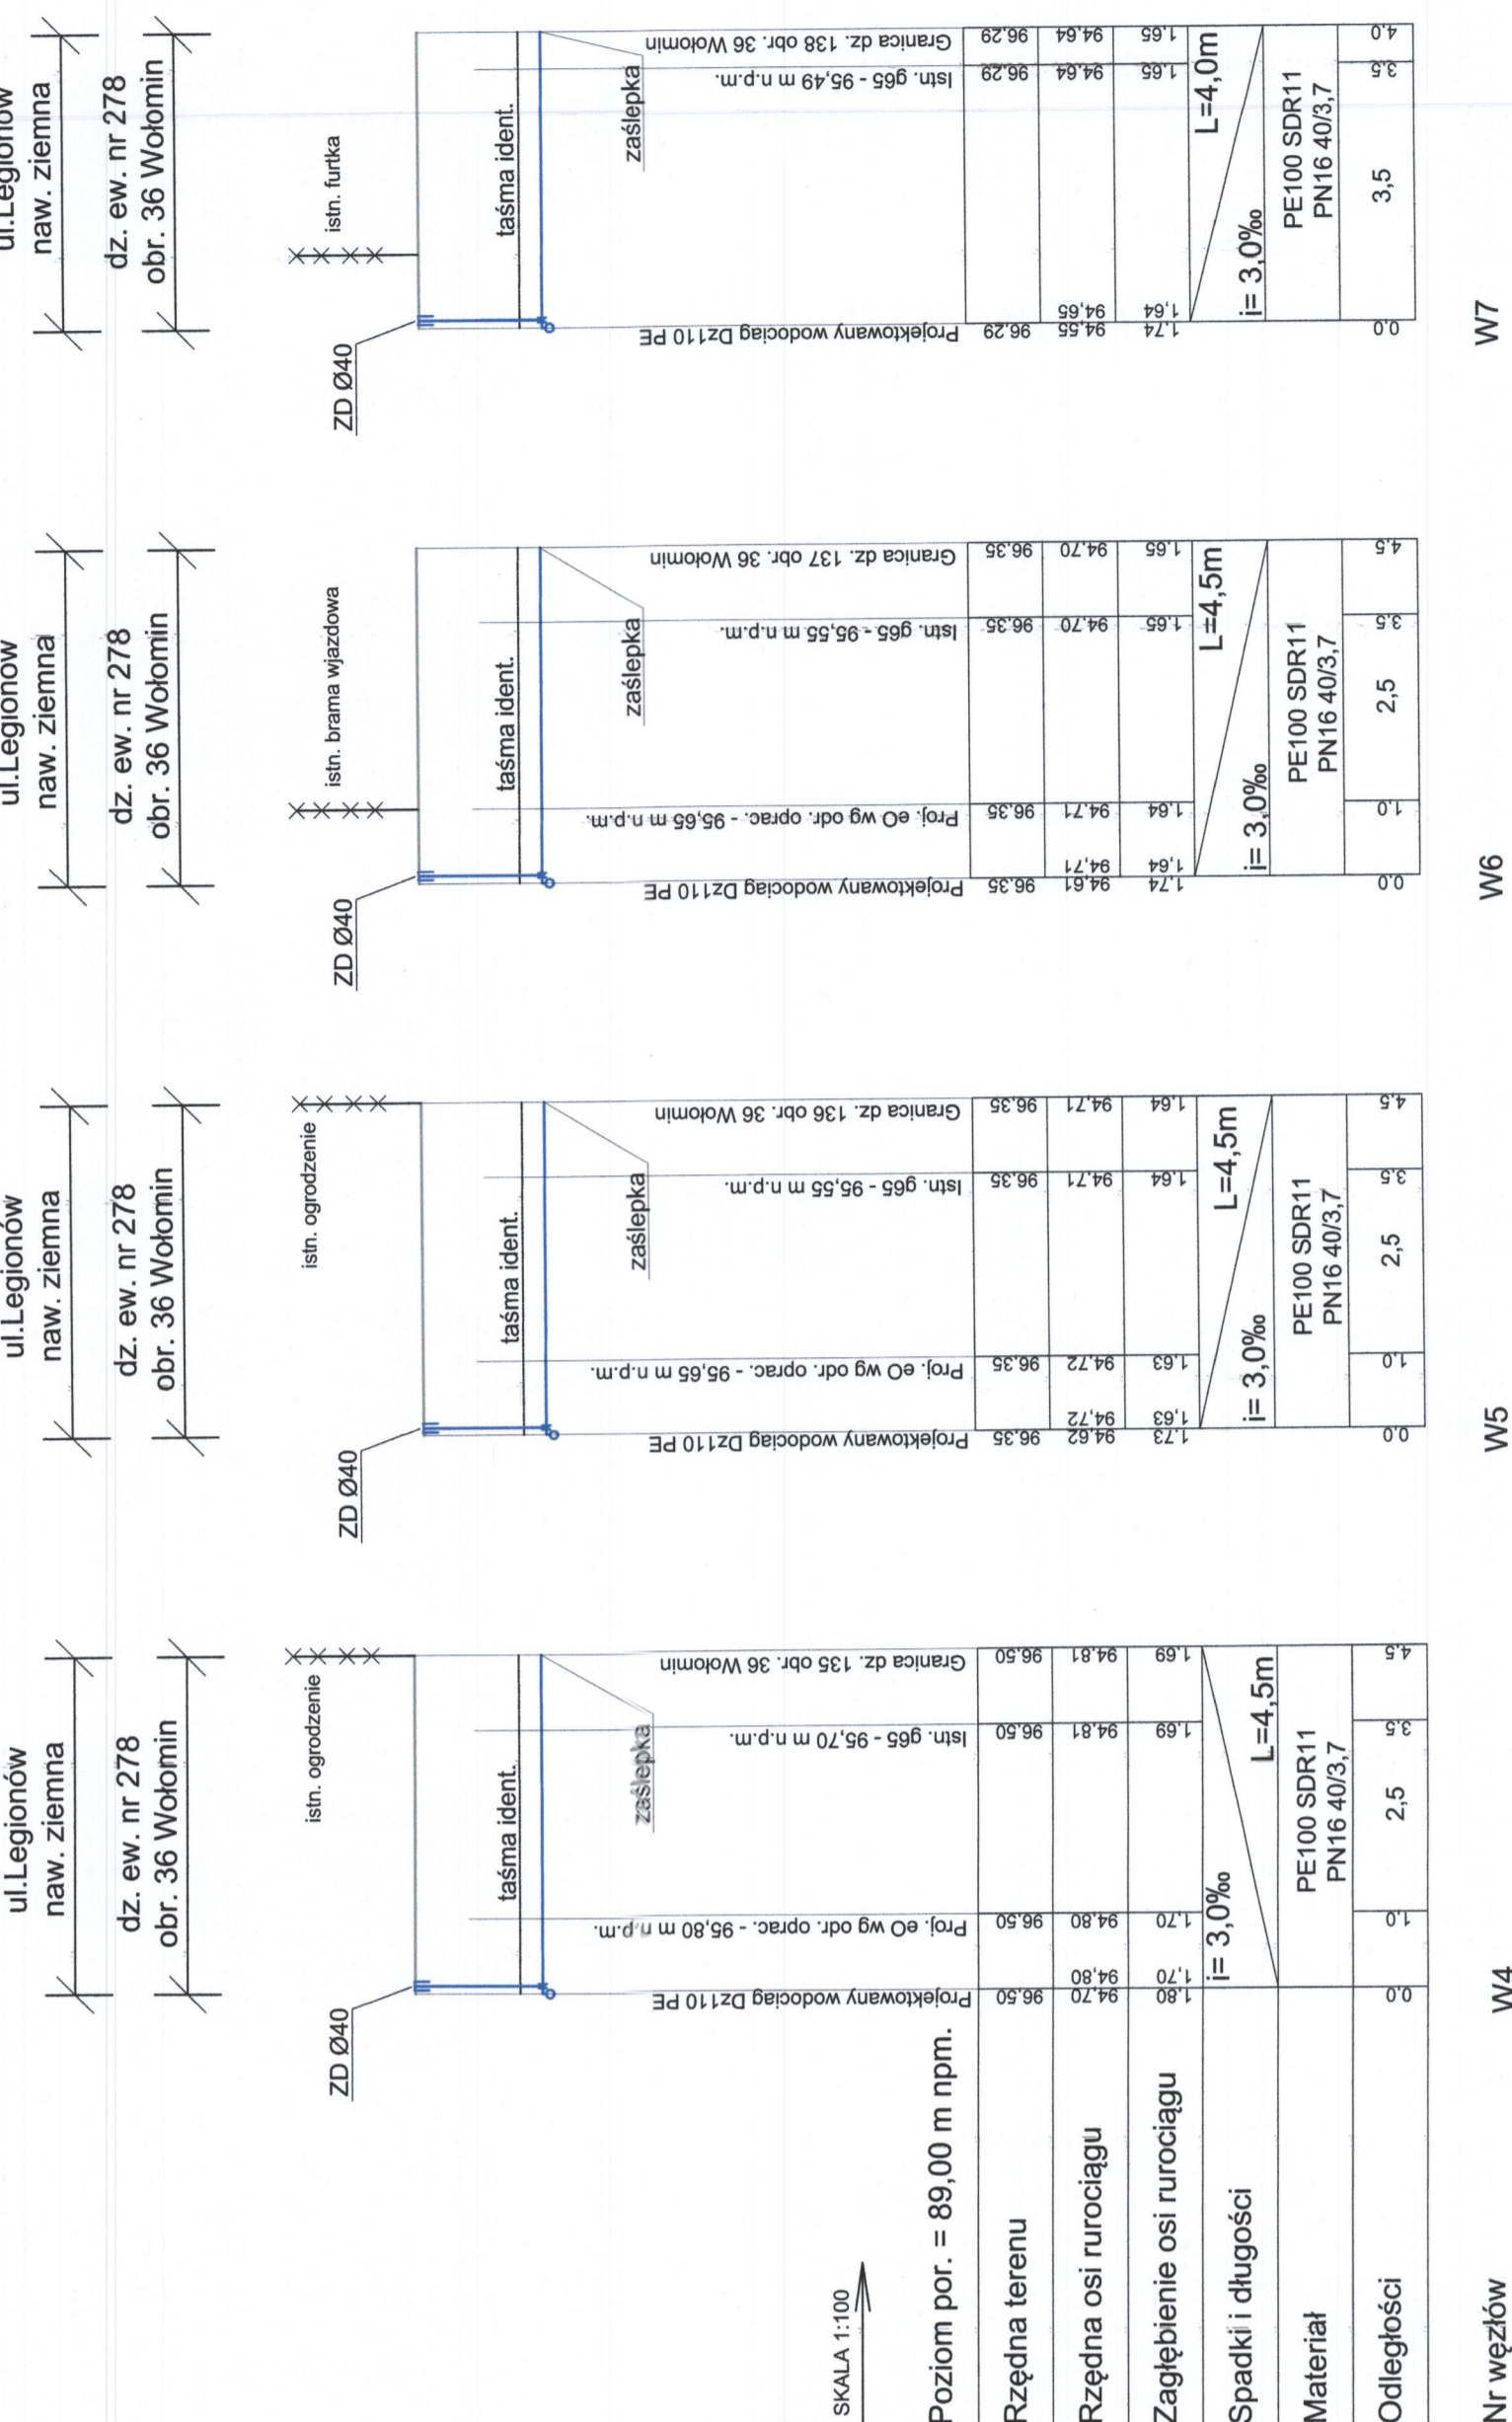 ul.Legionów
naw. ziemna
dz. ew. nr 278
obr. 36 Wołomin
istn. ogrodzenie
ZD Ø40
taśma ident.
zaślepka
Projektowany wodociąg Dz110 PE
Proj. eO wg odr. oprac. - 95,80 m n.p.m.
Istn. g65 - 95,70 m n.p.m.
Granica dz. 135 obr. 36 Wołomin
SKALA 1:100
Poziom por. = 89,00 m npm.
Rzędna terenu
96.50
96.50
96.50
96.50
Rzędna osi rurociągu
94,70
94,80
94,80
94,81
94,81
Zagłębienie osi rurociągu
1,80
1,70
1,70
1,69
1,69
Spadki i długości
i= 3,0‰
L=4,5m
Materiał
PE100 SDR11
PN16 40/3,7
Odległości
0.0
1.0
2,5
3.5
4.5
Nr węzłów
W4
ul.Legionów
naw. ziemna
dz. ew. nr 278
obr. 36 Wołomin
istn. ogrodzenie
ZD Ø40
taśma ident.
zaślepka
Projektowany wodociąg Dz110 PE
Proj. eO wg odr. oprac. - 95,65 m n.p.m.
Istn. g65 - 95,55 m n.p.m.
Granica dz. 136 obr. 36 Wołomin
96.35
96.35
96.35
96.35
94,62
94,72
94,72
94,71
94,71
1,73
1,63
1,63
1,64
1,64
i= 3,0‰
L=4,5m
PE100 SDR11
PN16 40/3,7
0.0
1.0
2,5
3.5
4.5
W5
ul.Legionów
naw. ziemna
dz. ew. nr 278
obr. 36 Wołomin
istn. brama wjazdowa
ZD Ø40
taśma ident.
zaślepka
Projektowany wodociąg Dz110 PE
Proj. eO wg odr. oprac. - 95,65 m n.p.m.
Istn. g65 - 95,55 m n.p.m.
Granica dz. 137 obr. 36 Wołomin
96.35
96.35
96.35
96.35
94,61
94,71
94,71
94,70
94,70
1,74
1,64
1,64
1,65
1,65
i= 3,0‰
L=4,5m
PE100 SDR11
PN16 40/3,7
0.0
1.0
2,5
3.5
4.5
W6
ul.Legionów
naw. ziemna
dz. ew. nr 278
obr. 36 Wołomin
istn. furtka
ZD Ø40
taśma ident.
zaślepka
Projektowany wodociąg Dz110 PE
Istn. g65 - 95,49 m n.p.m.
Granica dz. 138 obr. 36 Wołomin
96.29
96.29
96.29
94,55
94,65
94,64
94,64
1,74
1,64
1,65
1,65
i= 3,0‰
L=4,0m
PE100 SDR11
PN16 40/3,7
0.0
3,5
3.5
4.0
W7